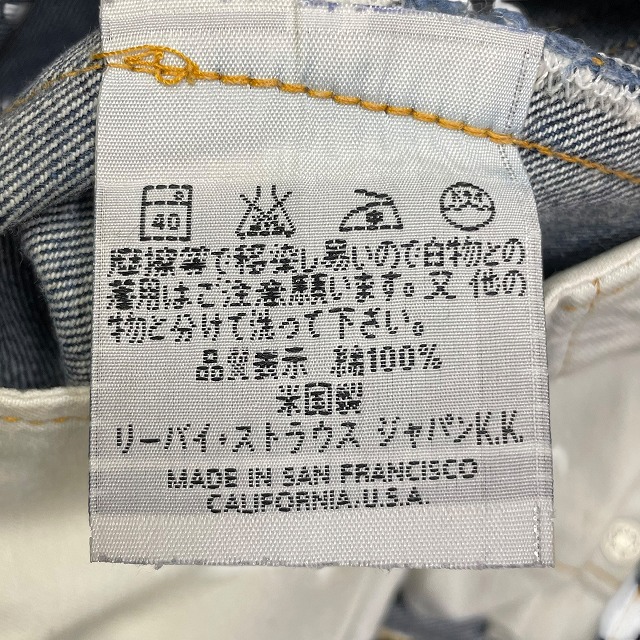 40
摩擦等で移染し易いので白物との
着用はご注意願います。又 他の
物と分けて洗って下さい。
品質表示 綿100%
米国製
リーバイ・ストラウス ジャパンK.K.
MADE IN SAN FRANCISCO
CALIFORNIA.U.S.A.